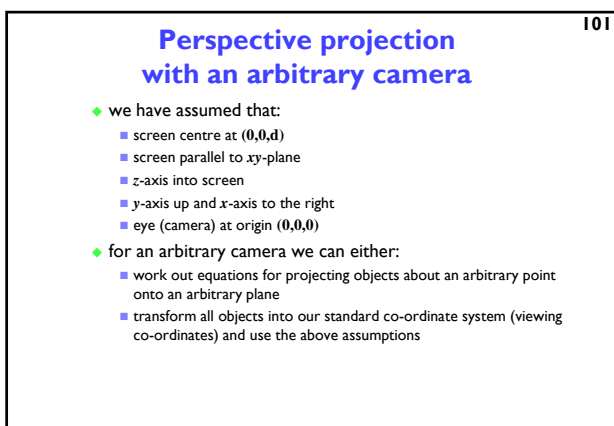 101
Perspective projection
with an arbitrary camera
we have assumed that:
screen centre at (0,0,d)
screen parallel to xy-plane
z-axis into screen
y-axis up and x-axis to the right
eye (camera) at origin (0,0,0)
for an arbitrary camera we can either:
work out equations for projecting objects about an arbitrary point
onto an arbitrary plane
transform all objects into our standard co-ordinate system (viewing
co-ordinates) and use the above assumptions